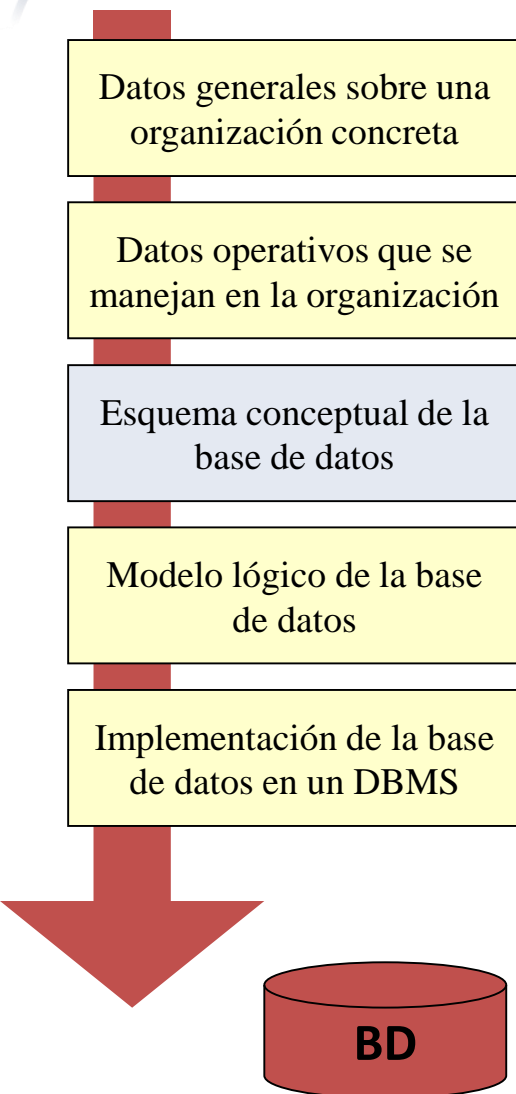 Datos generales sobre una
organización concreta
Datos operativos que se
manejan en la organización
Esquema conceptual de la
base de datos
Modelo lógico de la base
de datos
Implementación de la base
de datos en un DBMS
BD